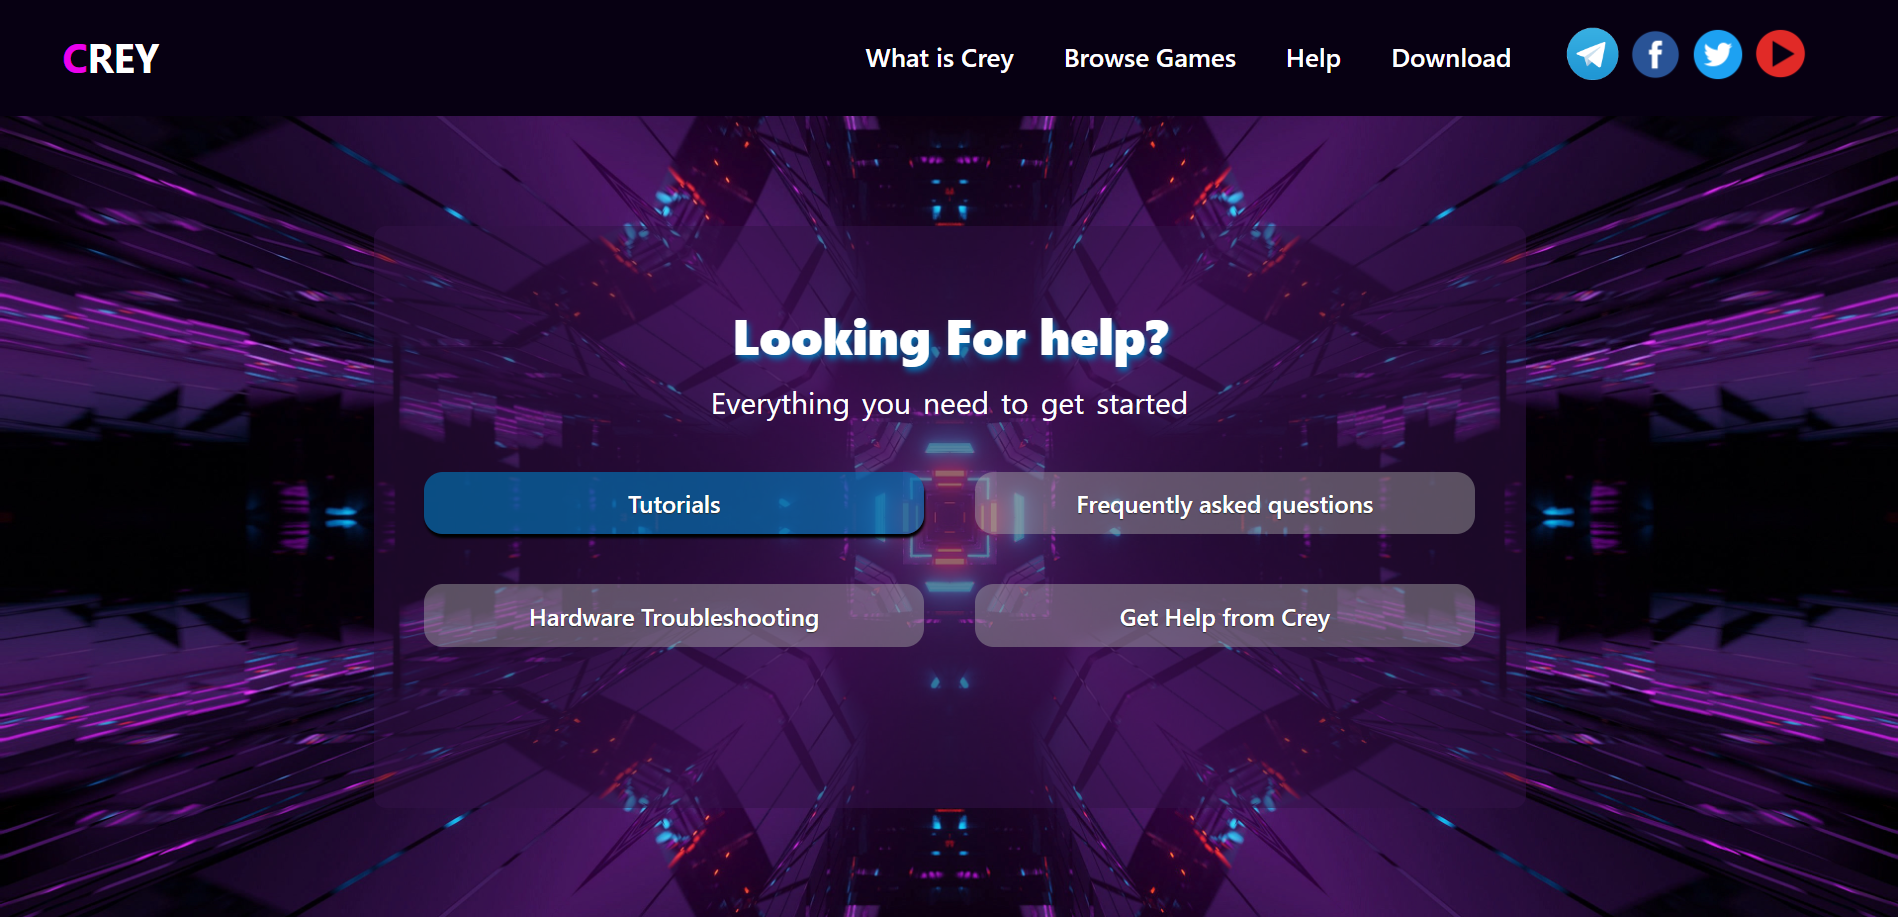 CREY
What is Crey
Browse Games
Help
Download
Looking For help?
Everything you need to get started
Tutorials
Frequently asked questions
Hardware Troubleshooting
Get Help from Crey